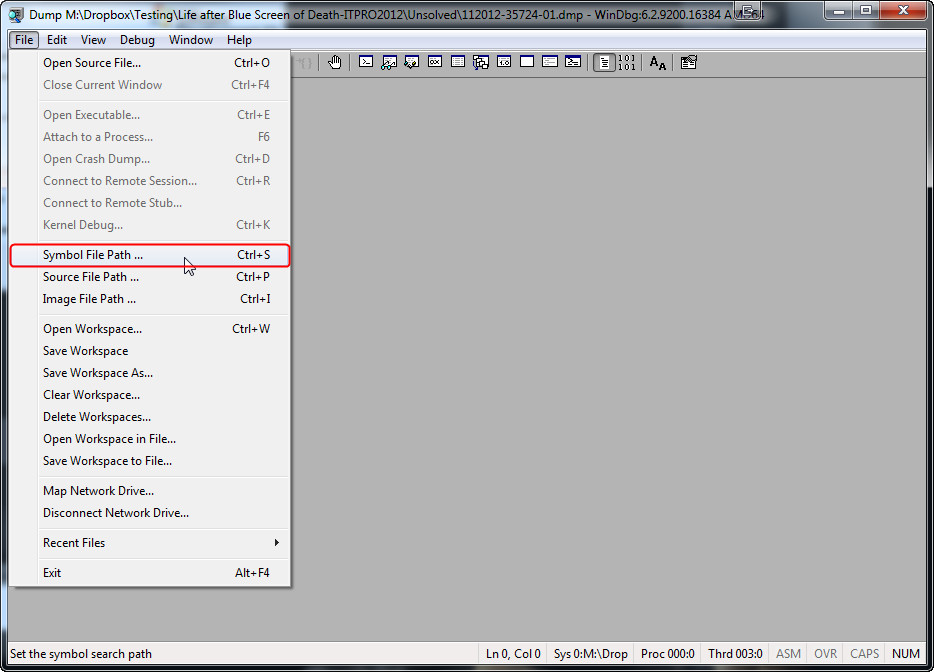 Dump M:\Dropbox\Testing\Life after Blue Screen of Death-ITPRO2012\Unsolved\112012-35724-01.dmp - WinDbg:6.2.9200.16384 AMD64
File Edit View Debug Window Help
Open Source File... Ctrl+O
Close Current Window Ctrl+F4
Open Executable... Ctrl+E
Attach to a Process... F6
Open Crash Dump... Ctrl+D
Connect to Remote Session... Ctrl+R
Connect to Remote Stub...
Kernel Debug... Ctrl+K
Symbol File Path ... Ctrl+S
Source File Path ... Ctrl+P
Image File Path ... Ctrl+I
Open Workspace... Ctrl+W
Save Workspace
Save Workspace As...
Clear Workspace...
Delete Workspaces...
Open Workspace in File...
Save Workspace to File...
Map Network Drive...
Disconnect Network Drive...
Recent Files
Exit Alt+F4
Set the symbol search path Ln 0, Col 0 Sys 0:M:\Drop Proc 000:0 Thrd 003:0 ASM OVR CAPS NUM